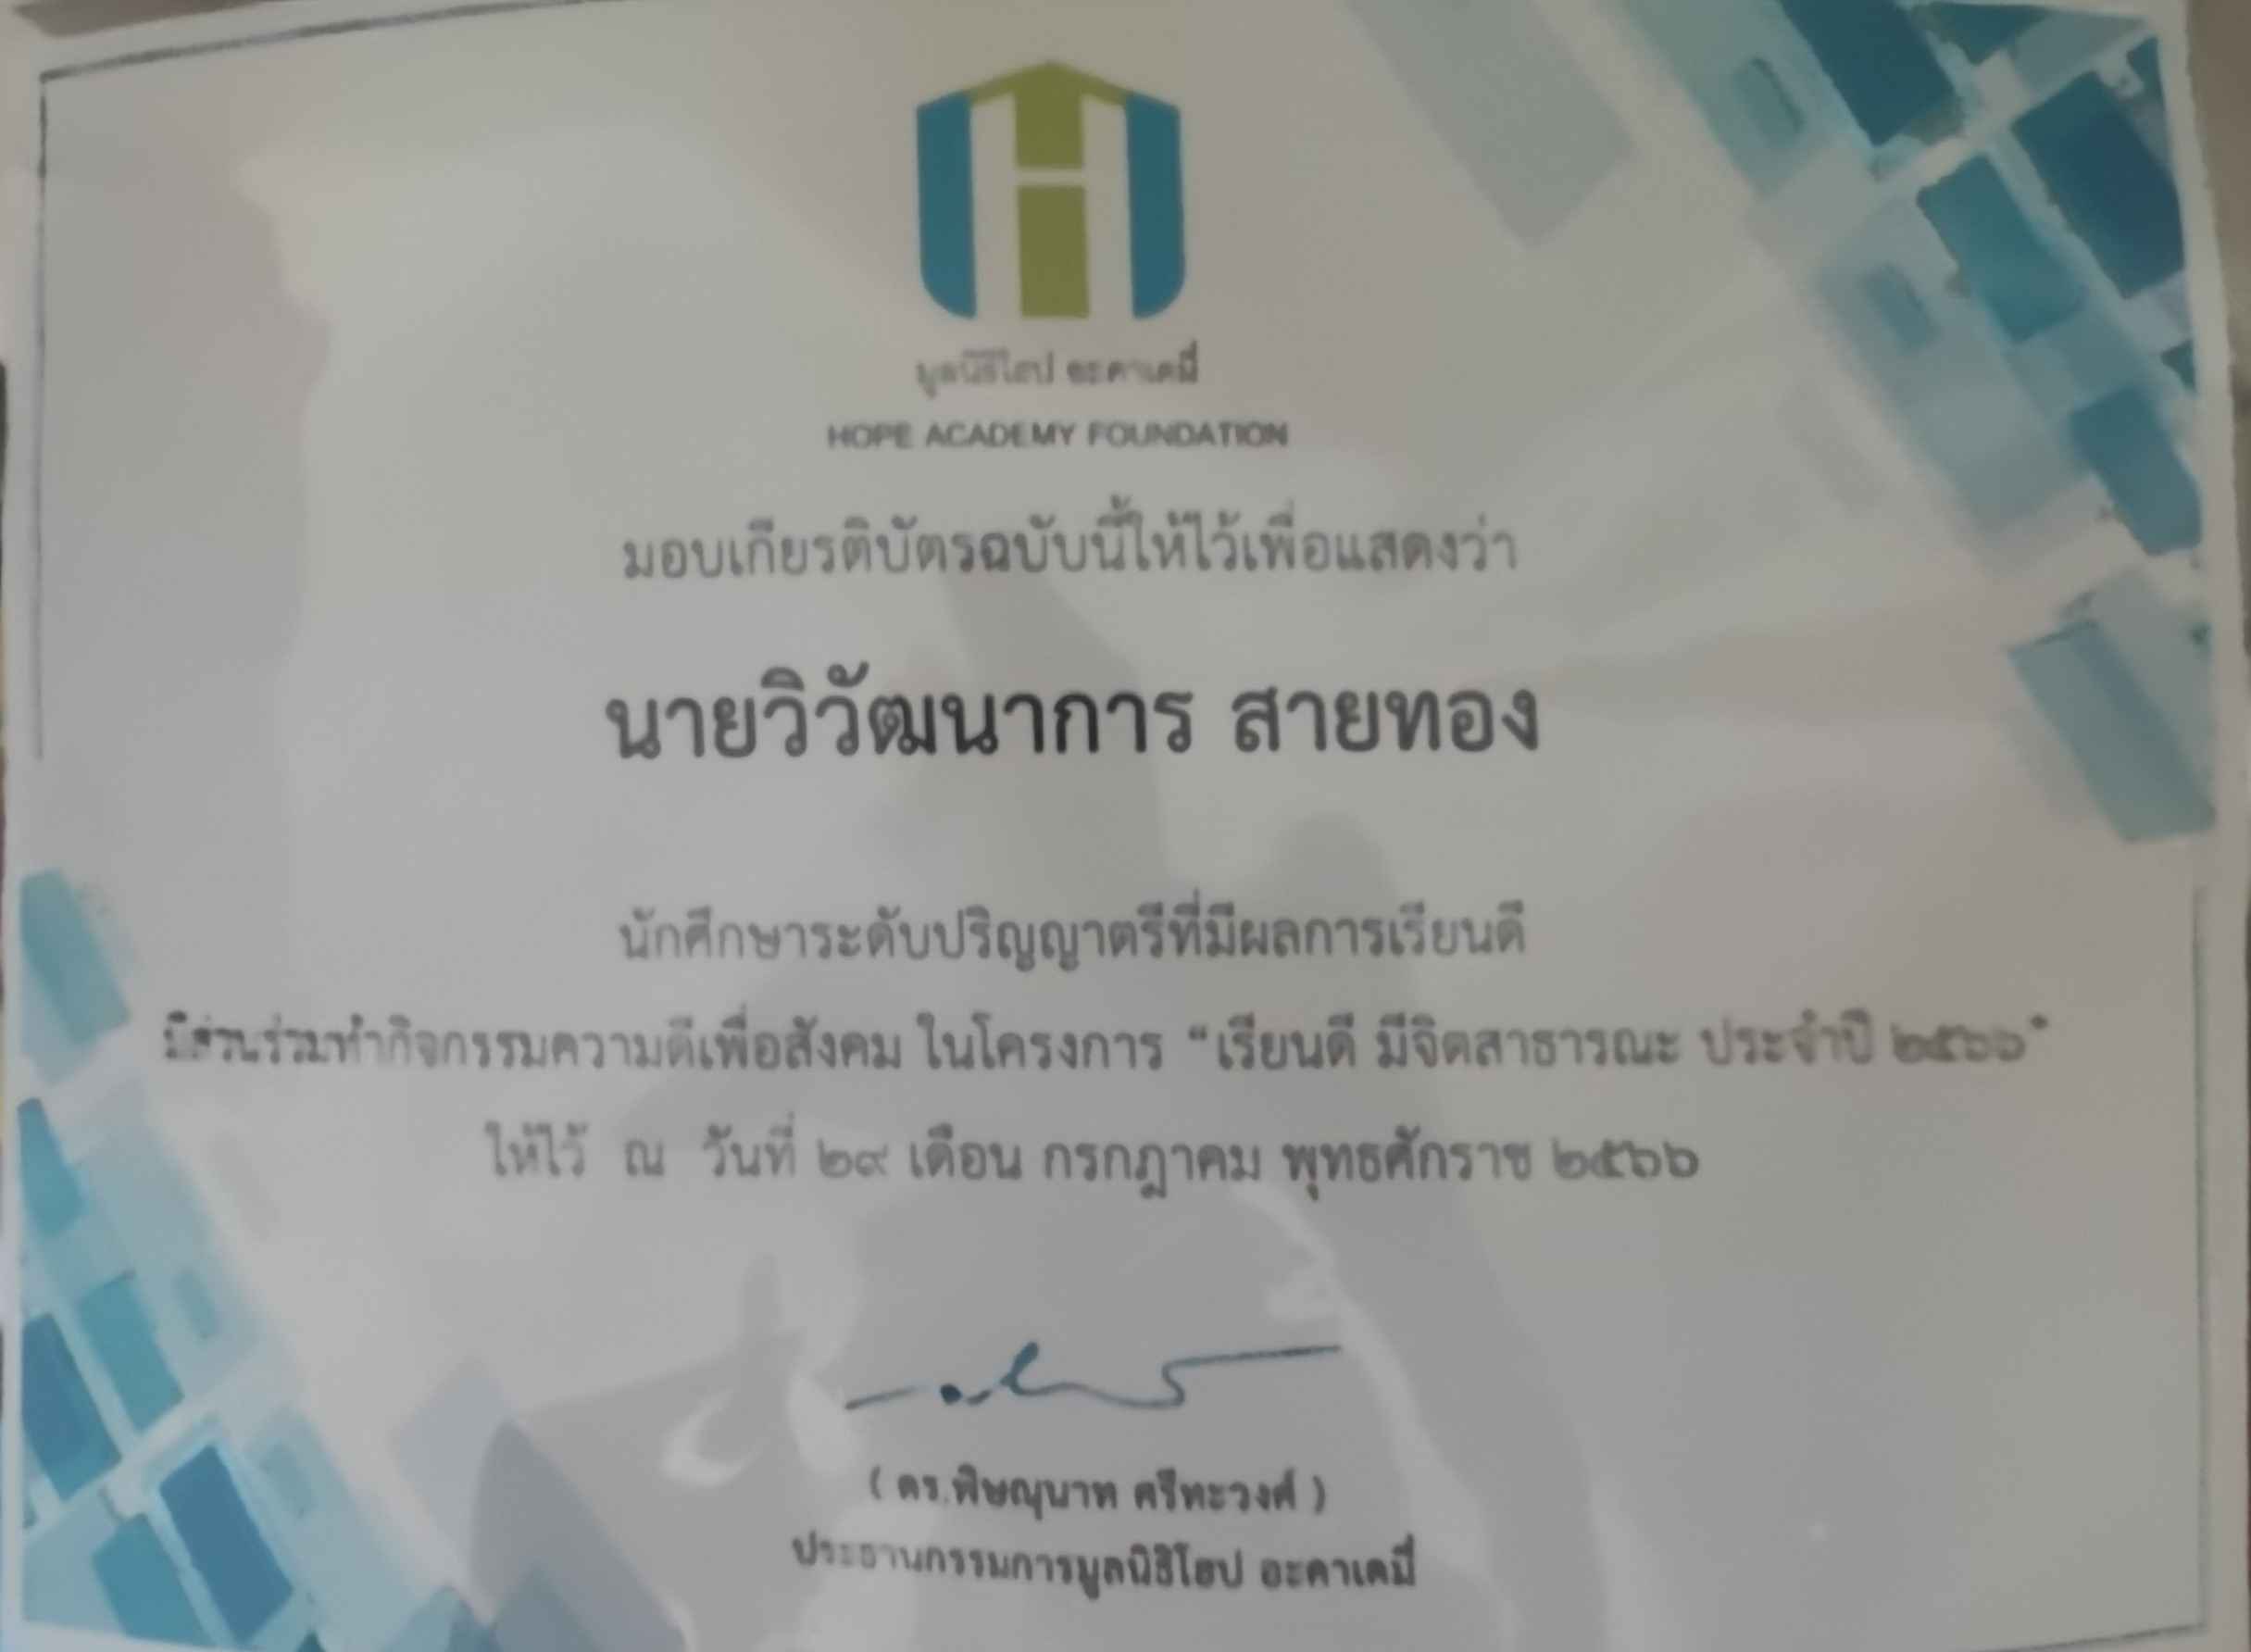 มูลนิธิโฮป อะคาเดมี่
HOPE ACADEMY FOUNDATION
มอบเกียรติบัตรฉบับนี้ให้ไว้เพื่อแสดงว่า
นายวิวัฒนาการ สายทอง
นักศึกษาระดับปริญญาตรีที่มีผลการเรียนดี
มีส่วนร่วมทำกิจกรรมความดีเพื่อสังคม ในโครงการ “เรียนดี มีจิตสาธารณะ ประจำปี ๒๕๖๖”
ให้ไว้ ณ วันที่ ๒๙ เดือน กรกฎาคม พุทธศักราช ๒๕๖๖
( ดร.พิษณุนาท ศรีทะวงศ์ )
ประธานกรรมการมูลนิธิโฮป อะคาเดมี่